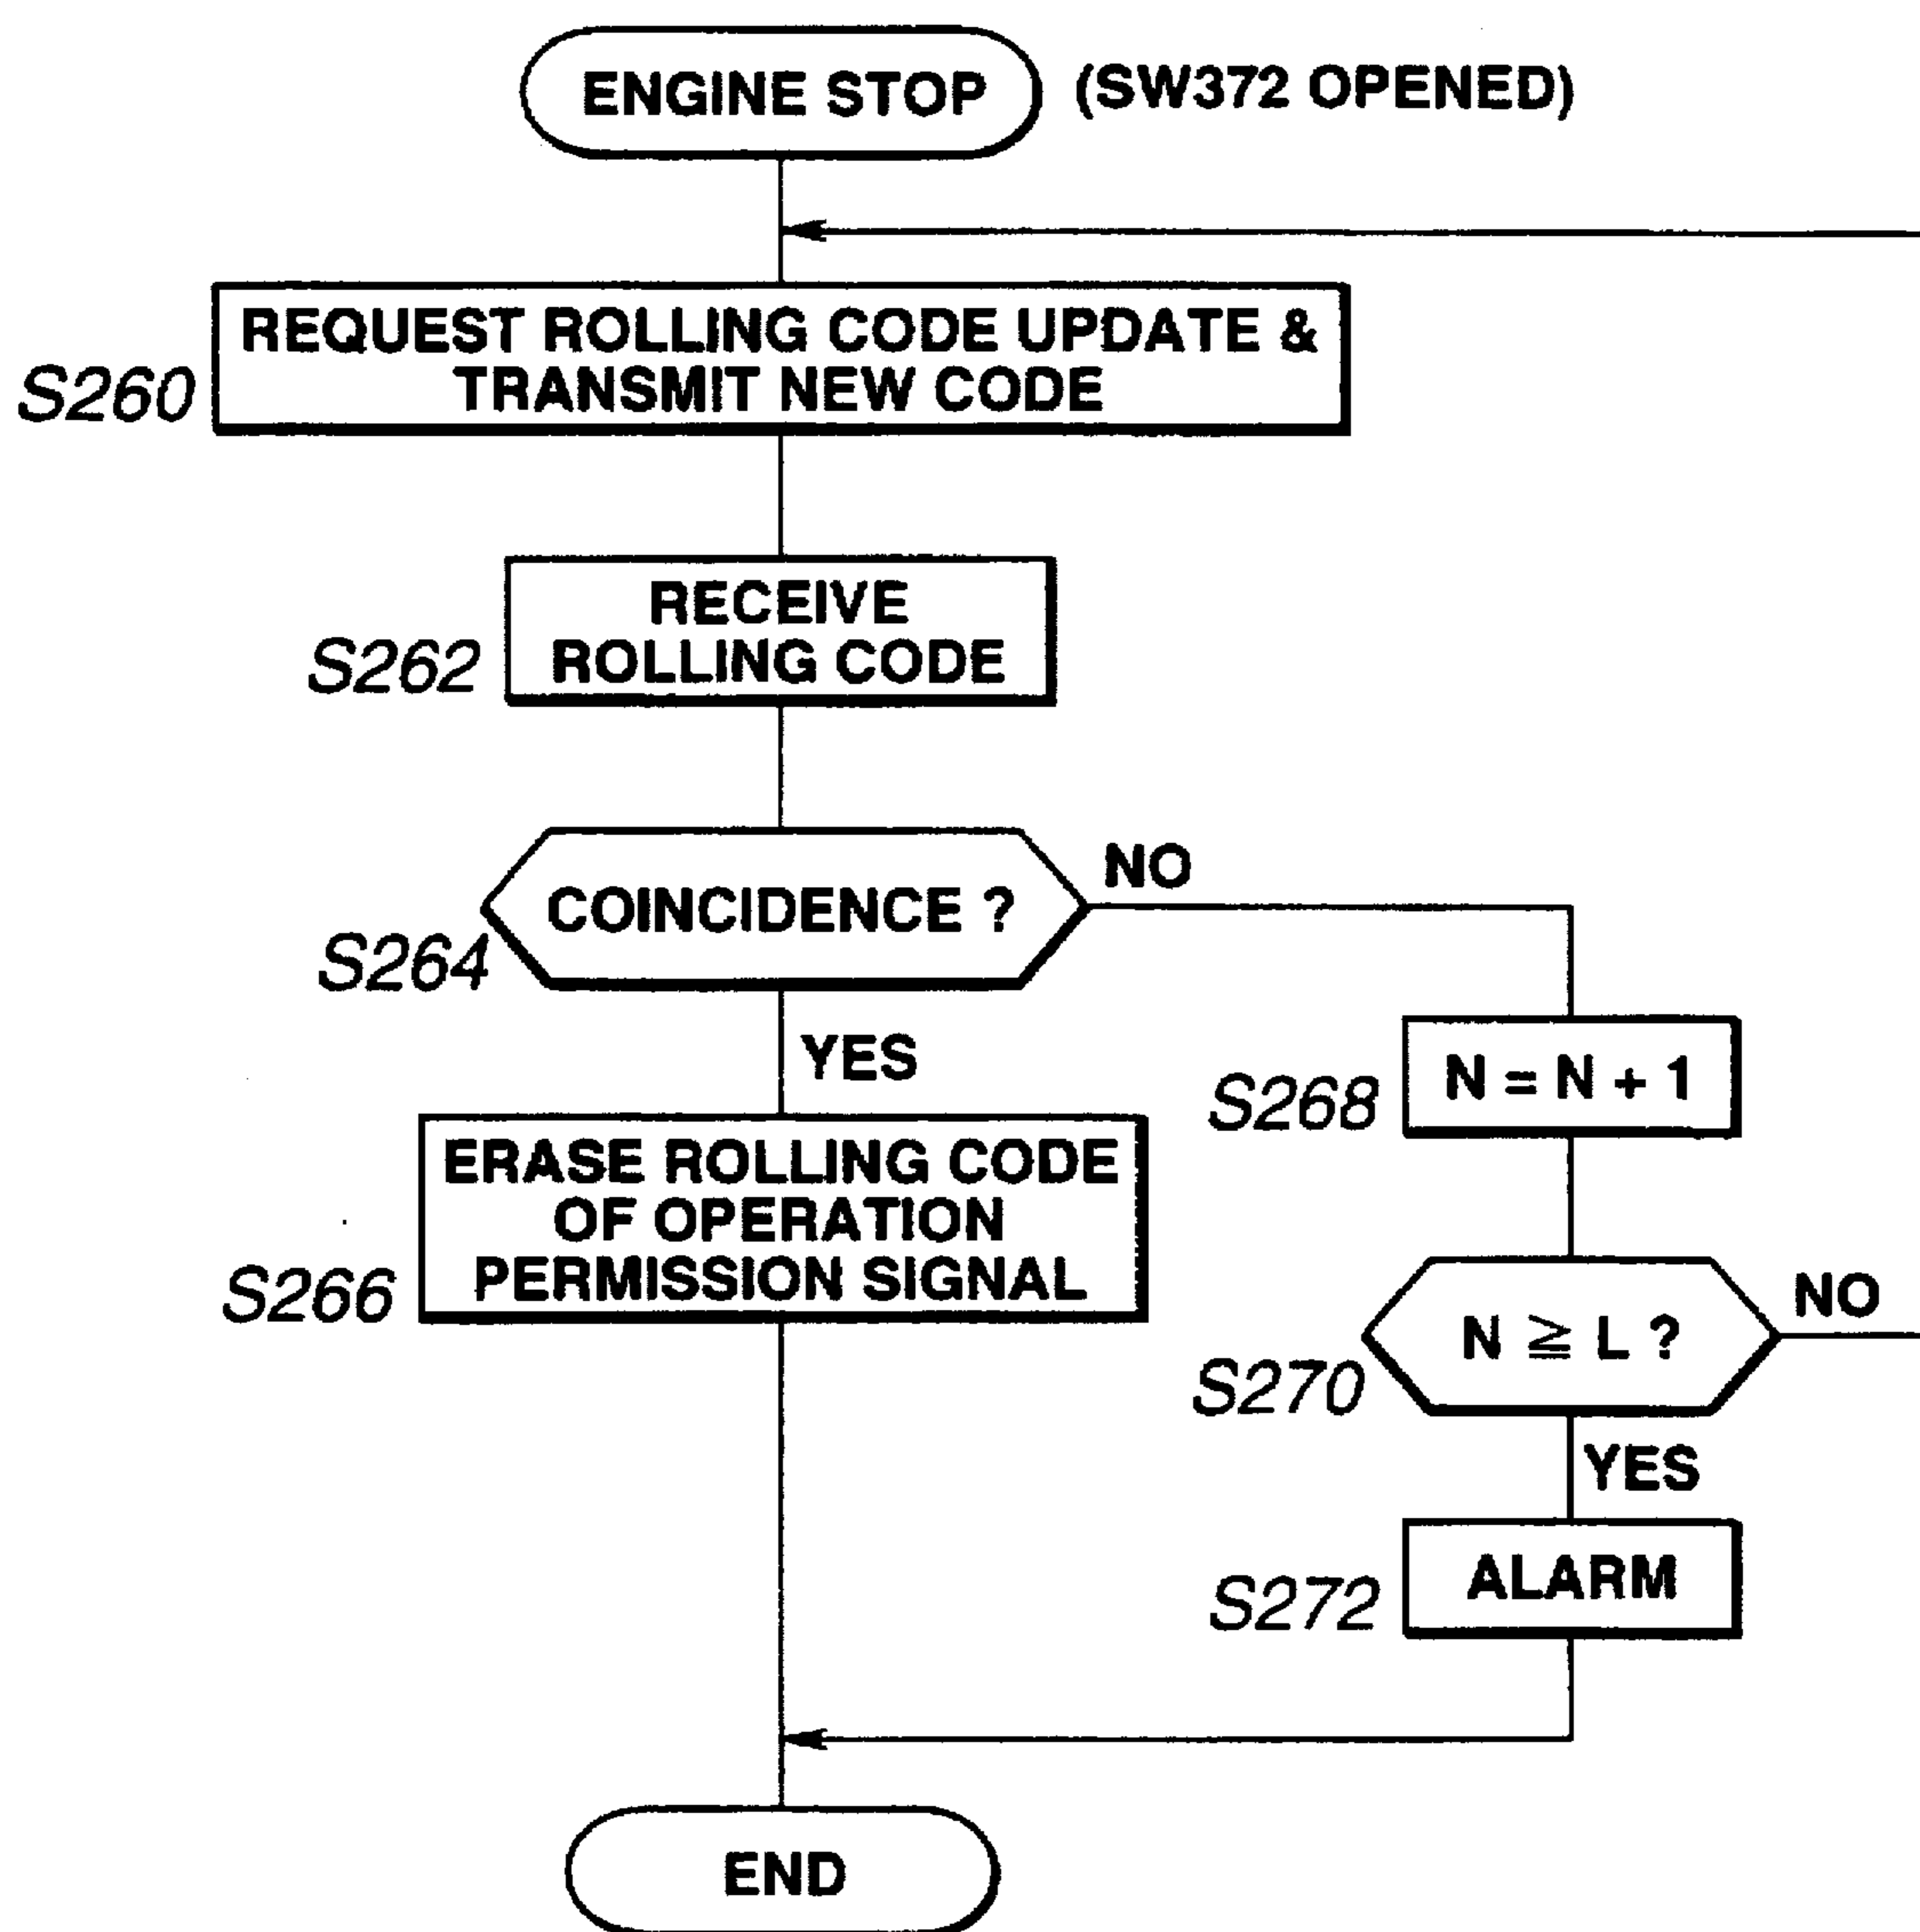 ENGINE STOP (SW372 OPENED)
REQUEST ROLLING CODE UPDATE &
TRANSMIT NEW CODE
S260
RECEIVE
ROLLING CODE
S262
COINCIDENCE ?
NO
S264
YES
N = N + 1
S268
ERASE ROLLING CODE
OF OPERATION
PERMISSION SIGNAL
S266
N ≧ L ?
NO
S270
YES
ALARM
S272
END